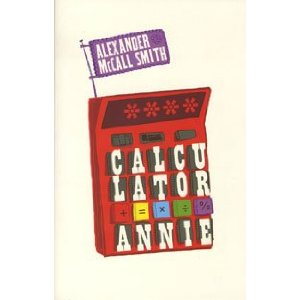 ALEXANDER
McCALL SMITH
CALCU
LATOR
+ = × ÷ %
ANNIE